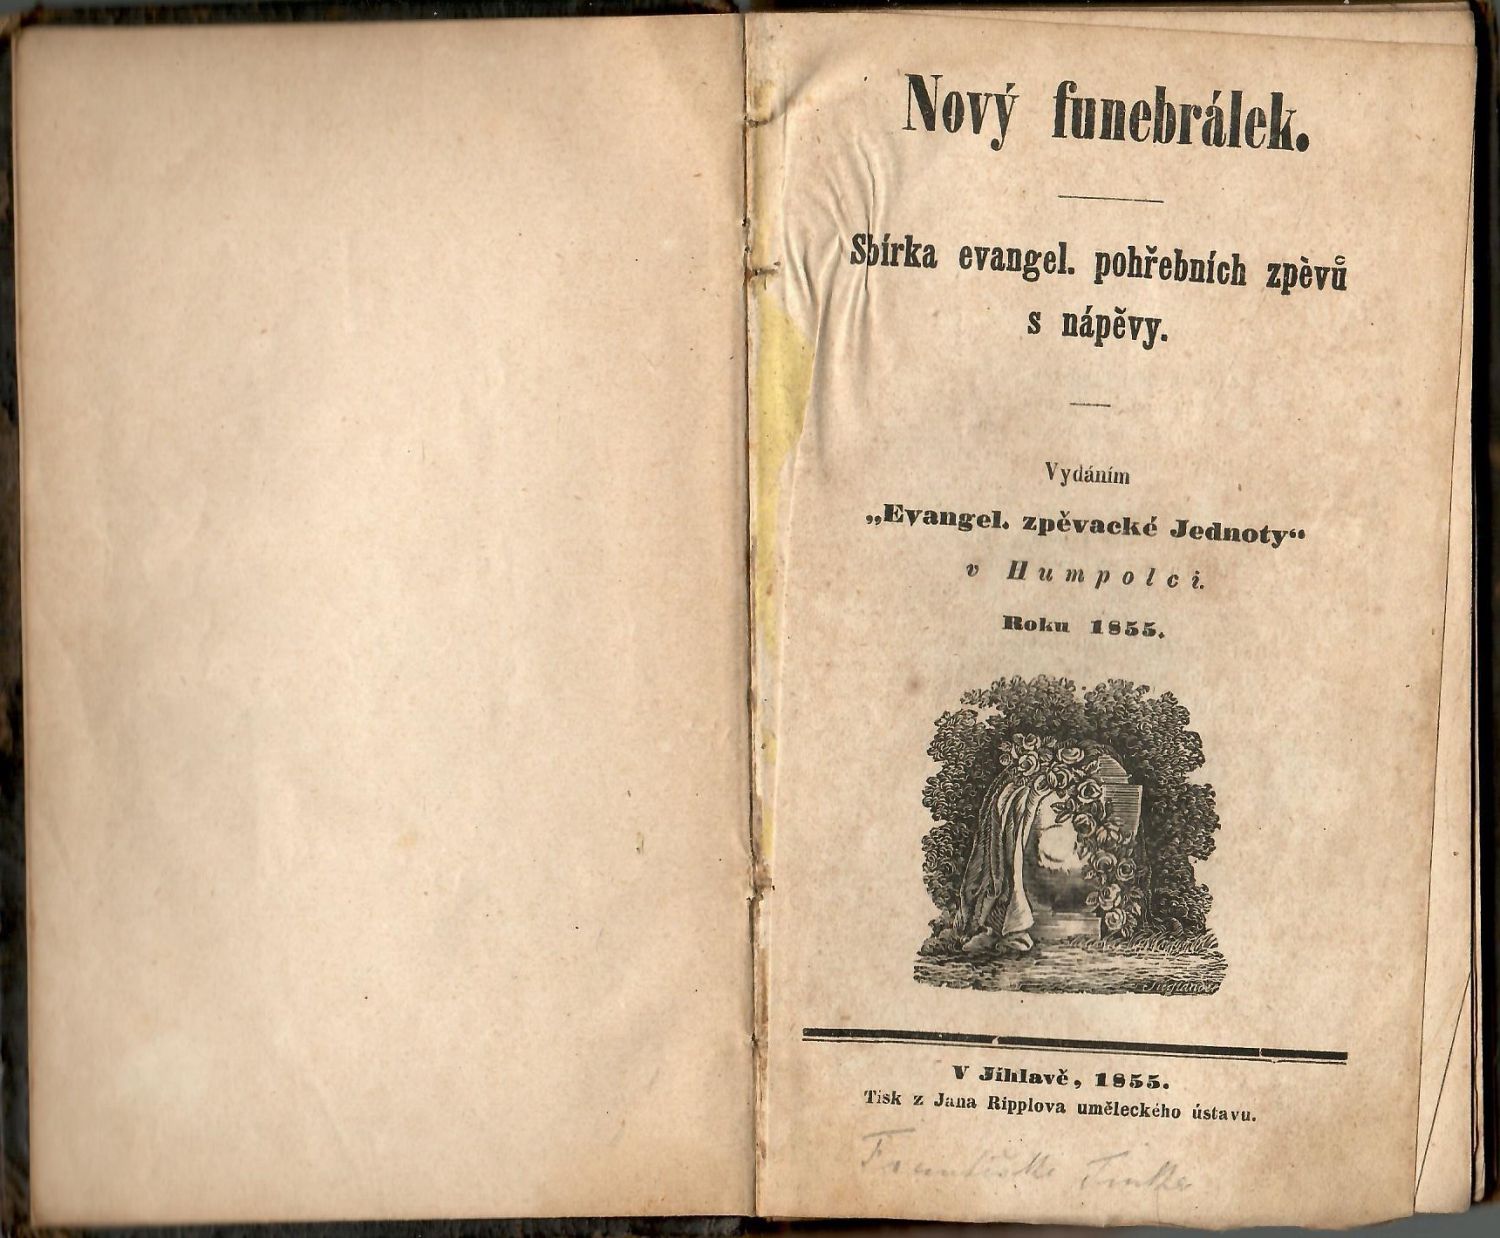 Nový funebrálek.
Sbírka evangel. pohřebních zpèvů
s nápěvy.
Vydáním
„Evangel. zpěvacké Jednoty“
v Humpolci.
Roku 1855.
V Jihlavě, 1855.
Tisk z Jana Ripplova uměleckého ústavu.